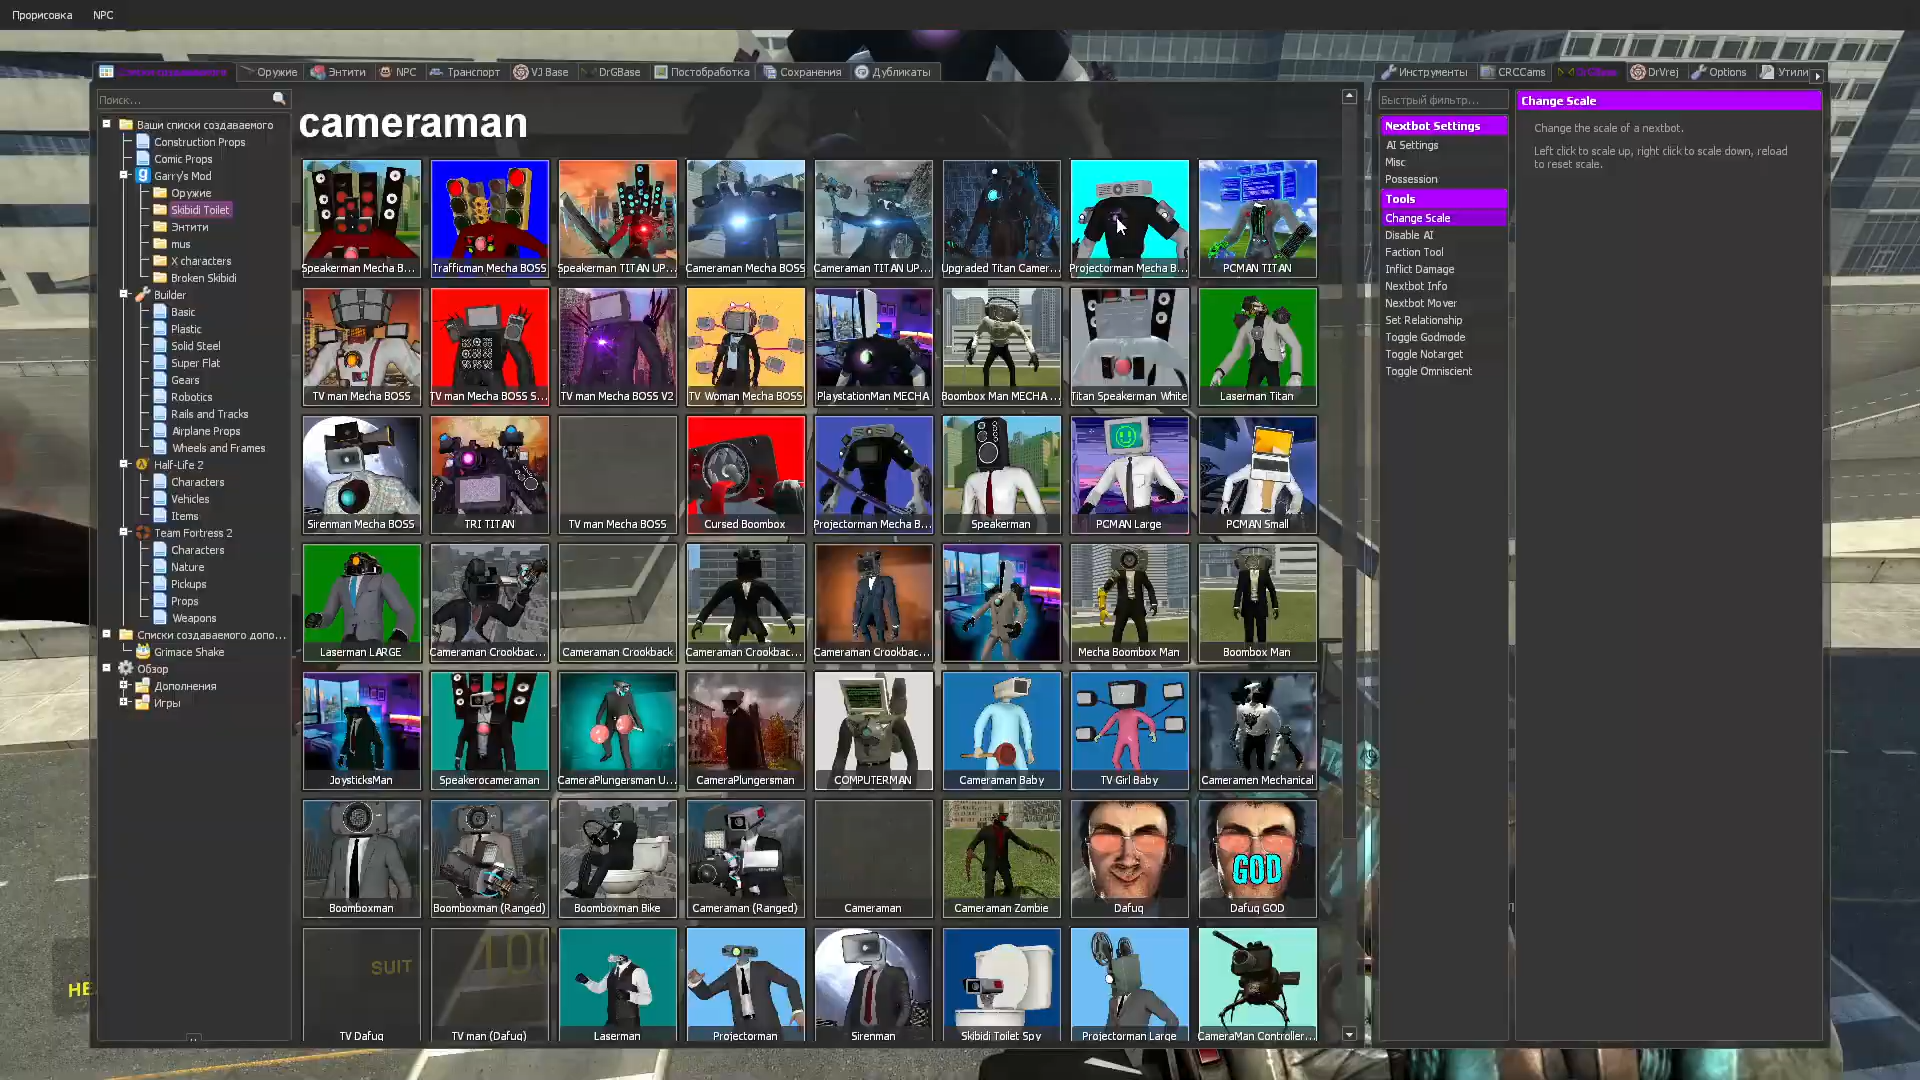 Прорисовка NPC
Списки создаваемого Оружие Энтити NPC Транспорт VJ Base DrGBase Постобработка Сохранения Дубликаты
Инструменты CRCCams DrGBase DrVrej Options Утили
Поиск...
Ваши списки создаваемого
Construction Props
Comic Props
Garry's Mod
Оружие
Skibidi Toilet
Энтити
mus
X characters
Broken Skibidi
Builder
Basic
Plastic
Solid Steel
Super Flat
Gears
Robotics
Rails and Tracks
Airplane Props
Wheels and Frames
Half-Life 2
Characters
Vehicles
Items
Team Fortress 2
Characters
Nature
Pickups
Props
Weapons
Списки создаваемого допо...
Grimace Shake
Обзор
Дополнения
Игры
cameraman
Speakerman Mecha B... Trafficman Mecha BOSS Speakerman TITAN UP... Cameraman Mecha BOSS Cameraman TITAN UP... Upgraded Titan Camer... Projectorman Mecha B... PCMAN TITAN
TV man Mecha BOSS TV man Mecha BOSS S... TV man Mecha BOSS V2 TV Woman Mecha BOSS PlaystationMan MECHA Boombox Man MECHA ... Titan Speakerman White Laserman Titan
Sirenman Mecha BOSS TRI TITAN TV man Mecha BOSS Cursed Boombox Projectorman Mecha B... Speakerman PCMAN Large PCMAN Small
Laserman LARGE Cameraman Crookbac... Cameraman Crookback Cameraman Crookbac... Cameraman Crookbac... Mecha Boombox Man Boombox Man
JoysticksMan Speakerocameraman CameraPlungersman U... CameraPlungersman COMPUTERMAN Cameraman Baby TV Girl Baby Cameramen Mechanical
GOD
Boomboxman Boomboxman (Ranged) Boomboxman Bike Cameraman (Ranged) Cameraman Cameraman Zombie Dafuq Dafuq GOD
SUIT 100
TV Dafuq TV man (Dafuq) Laserman Projectorman Sirenman Skibidi Toilet Spy Projectorman Large CameraMan Controller...
HE
Быстрый фильтр...
Nextbot Settings
AI Settings
Misc
Possession
Tools
Change Scale
Disable AI
Faction Tool
Inflict Damage
Nextbot Info
Nextbot Mover
Set Relationship
Toggle Godmode
Toggle Notarget
Toggle Omniscient
Change Scale
Change the scale of a nextbot.
Left click to scale up, right click to scale down, reload
to reset scale.